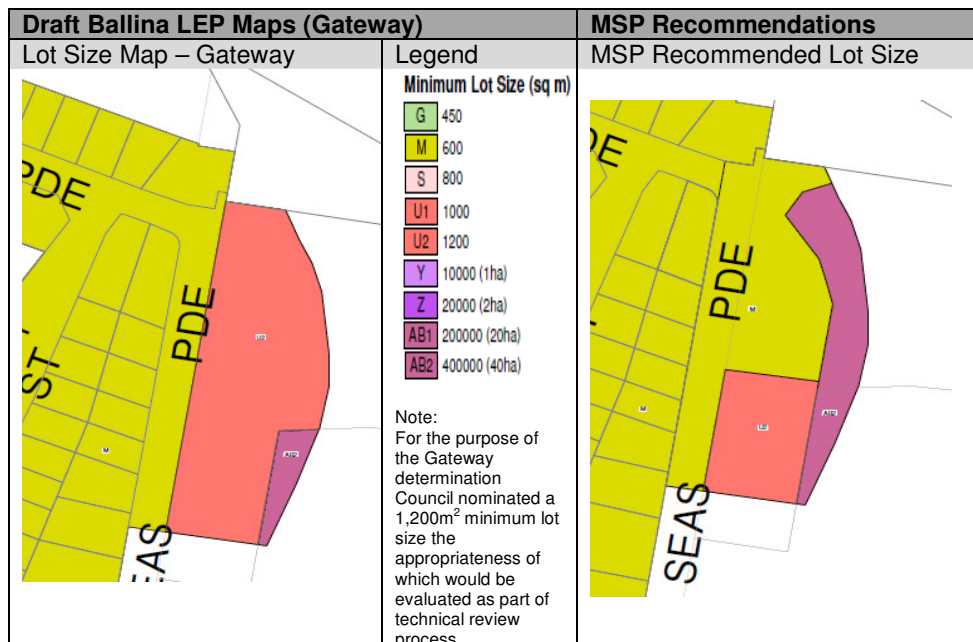 Draft Ballina LEP Maps (Gateway)
MSP Recommendations
Lot Size Map – Gateway
Legend
MSP Recommended Lot Size
PDE
PDE
ST
SEAS
M
U2
AB2
Minimum Lot Size (sq m)
G 450
M 600
S 800
U1 1000
U2 1200
Y 10000 (1ha)
Z 20000 (2ha)
AB1 200000 (20ha)
AB2 400000 (40ha)
Note:
For the purpose of
the Gateway
determination
Council nominated a
1,200m² minimum lot
size the
appropriateness of
which would be
evaluated as part of
technical review
process
DE
PDE
M
M
U2
AB2
SEAS